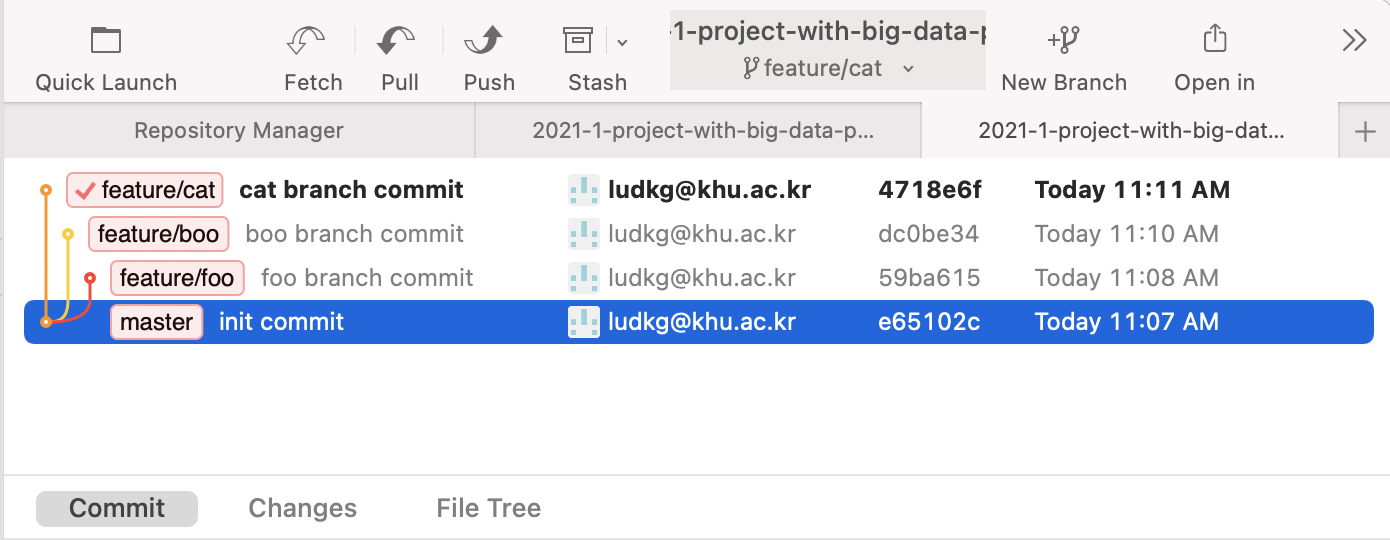 -1-project-with-big-data-p
Quick Launch Fetch Pull Push Stash feature/cat New Branch Open in
Repository Manager 2021-1-project-with-big-data-p... 2021-1-project-with-big-dat...
feature/cat cat branch commit ludkg@khu.ac.kr 4718e6f Today 11:11 AM
feature/boo boo branch commit ludkg@khu.ac.kr dc0be34 Today 11:10 AM
feature/foo foo branch commit ludkg@khu.ac.kr 59ba615 Today 11:08 AM
master init commit ludkg@khu.ac.kr e65102c Today 11:07 AM
Commit Changes File Tree